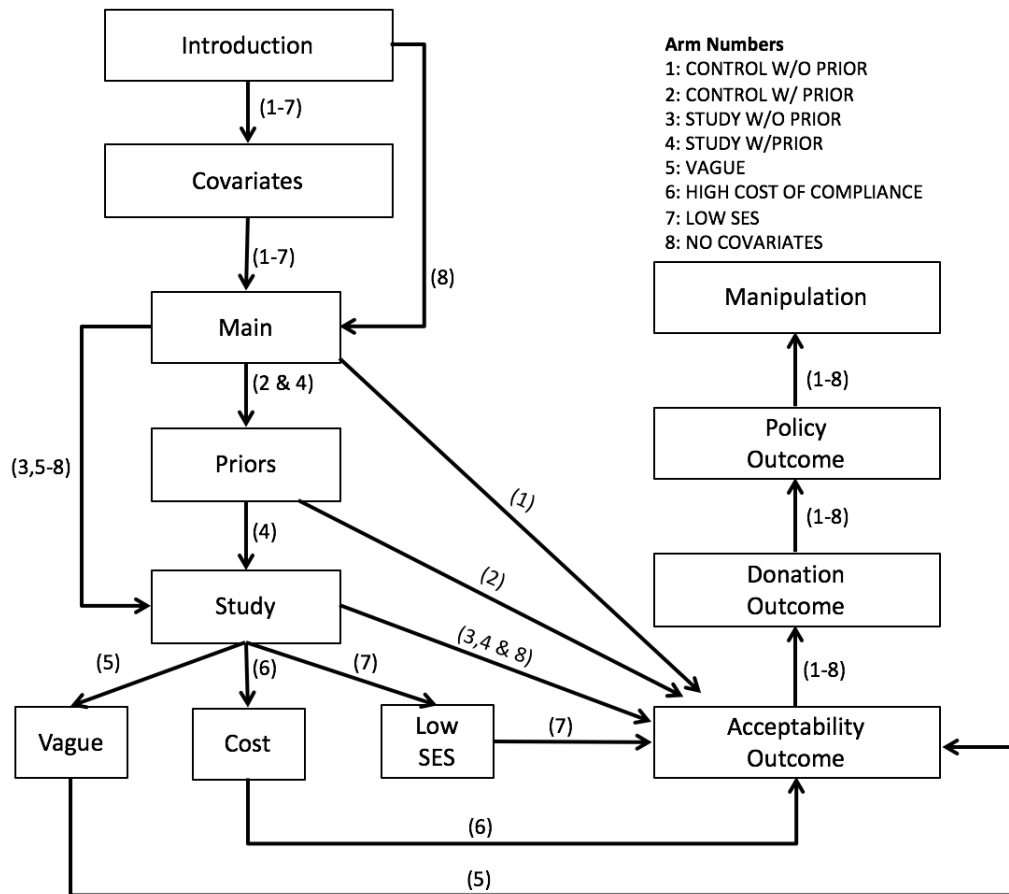 Introduction
Arm Numbers
1: CONTROL W/O PRIOR
2: CONTROL W/ PRIOR
3: STUDY W/O PRIOR
4: STUDY W/PRIOR
5: VAGUE
6: HIGH COST OF COMPLIANCE
7: LOW SES
8: NO COVARIATES
(1-7)
Covariates
(1-7)
(8)
Main
Manipulation
(2 & 4)
(1-8)
(3,5-8)
Priors
Policy
Outcome
(1)
(4)
(2)
(1-8)
Study
Donation
Outcome
(3,4 & 8)
(5)
(6)
(7)
(1-8)
Vague
Cost
Low
SES
(7)
Acceptability
Outcome
(6)
(5)